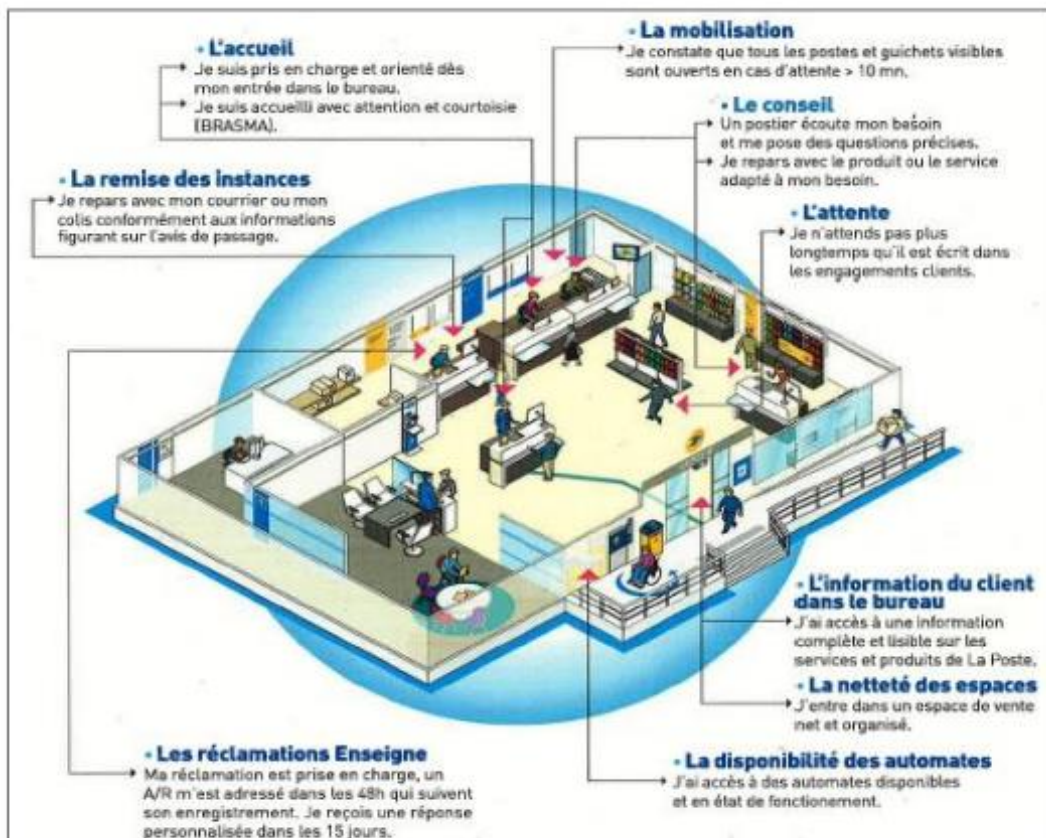 • L'accueil
Je suis pris en charge et orienté dès
mon entrée dans le bureau.
Je suis accueilli avec attention et courtoisie
(BRASMA).
• La mobilisation
Je constate que tous les postes et guichets visibles
sont ouverts en cas d'attente > 10 mn.
• Le conseil
Un postier écoute mon besoin
et me pose des questions précises.
Je repars avec le produit ou le service
adapté à mon besoin.
• La remise des instances
Je repars avec mon courrier ou mon
colis conformément aux informations
figurant sur l'avis de passage.
• L'attente
Je n'attends pas plus
longtemps qu'il est écrit dans
les engagements clients.
• L'information du client
dans le bureau
J'ai accès à une information
complète et lisible sur les
services et produits de La Poste.
• La netteté des espaces
J'entre dans un espace de vente
net et organisé.
• Les réclamations Enseigne
Ma réclamation est prise en charge, un
A/R m'est adressé dans les 48h qui suivent
son enregistrement. Je reçois une réponse
personnalisée dans les 15 jours.
• La disponibilité des automates
J'ai accès à des automates disponibles
et en état de fonctionnement.